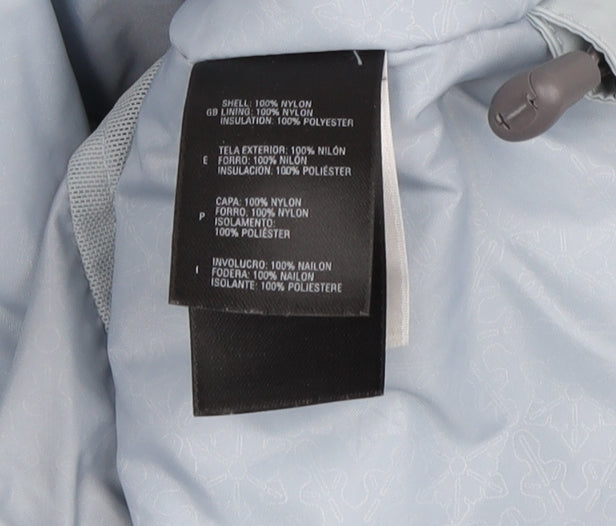 SHELL: 100% NYLON
GB LINING: 100% NYLON
INSULATION: 100% POLYESTER
TELA EXTERIOR: 100% NILÓN
E FORRO: 100% NILÓN
INSULACIÓN: 100% POLIÉSTER
CAPA: 100% NYLON
P FORRO: 100% NYLON
ISOLAMENTO:
100% POLIÉSTER
INVOLUCRO: 100% NAILON
I FODERA: 100% NAILON
ISOLANTE: 100% POLIESTERE